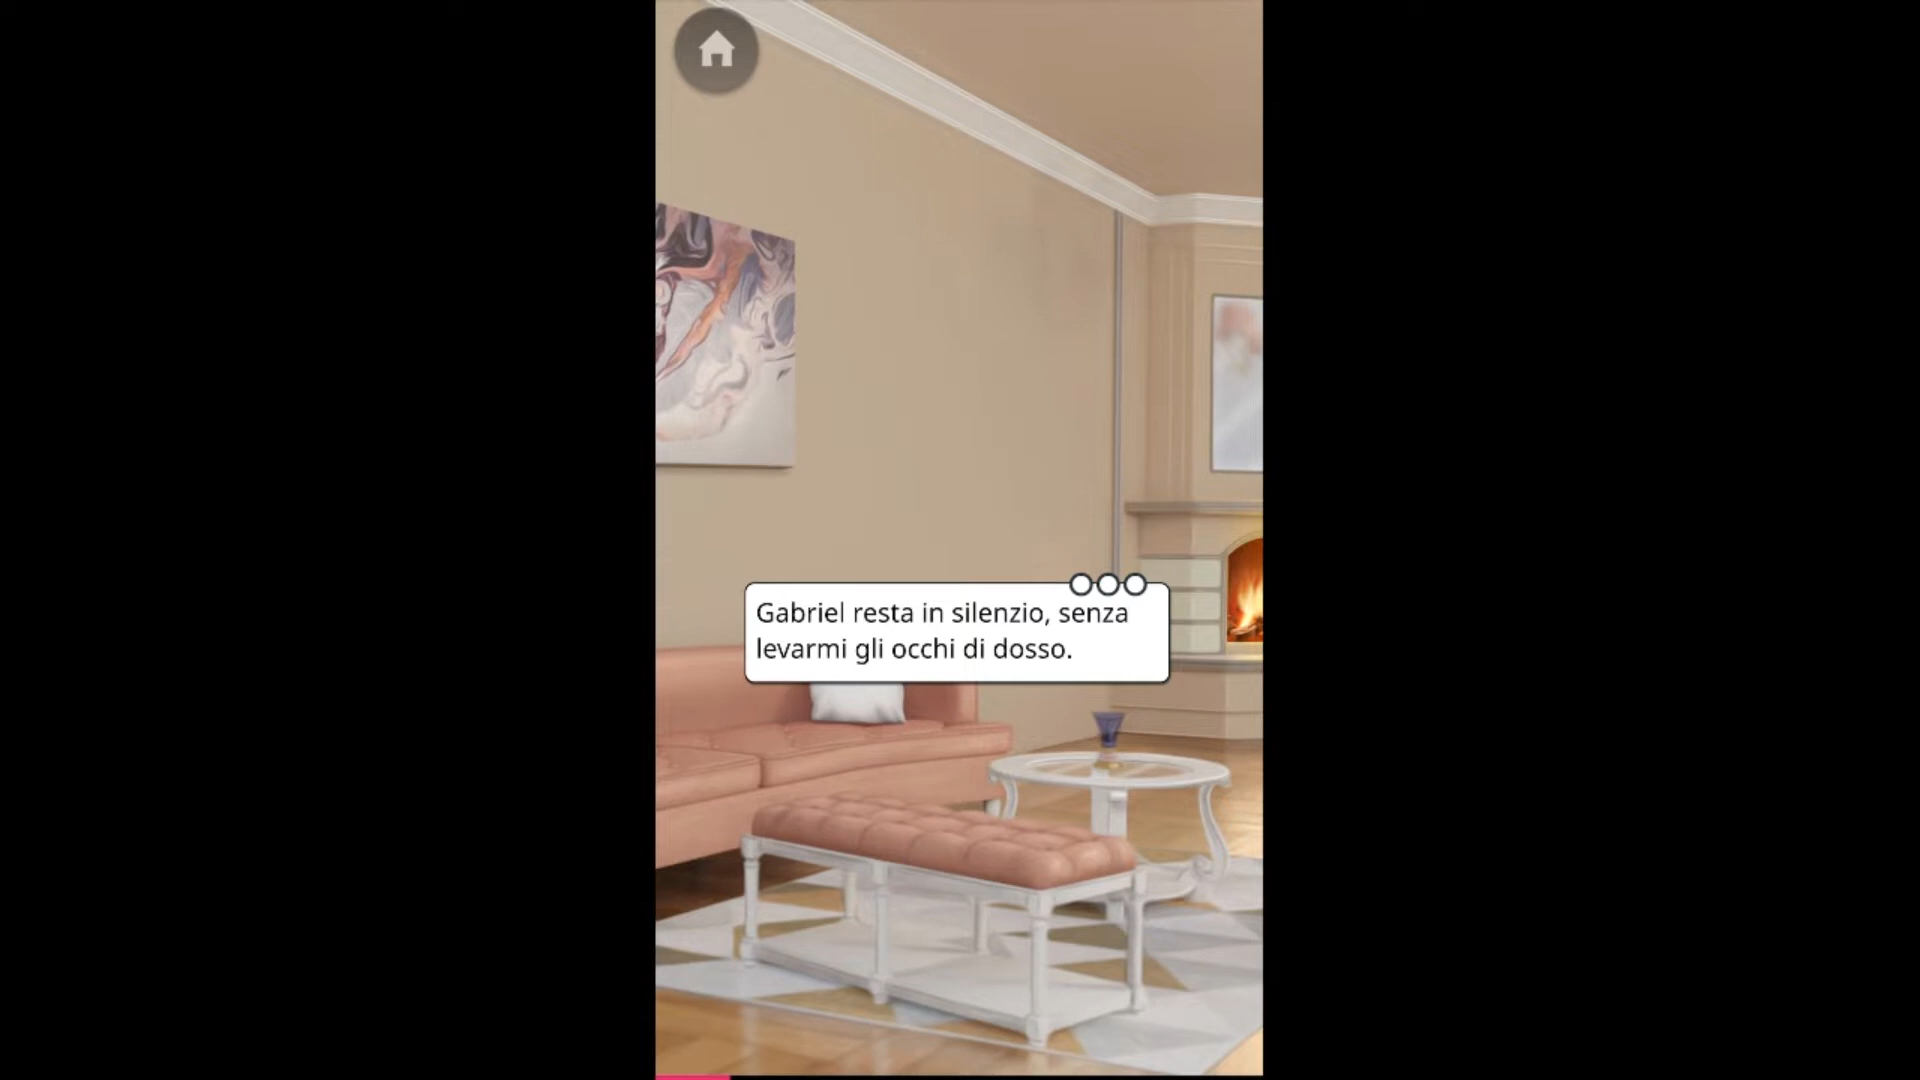 Gabriel resta in silenzio, senza
levarmi gli occhi di dosso.